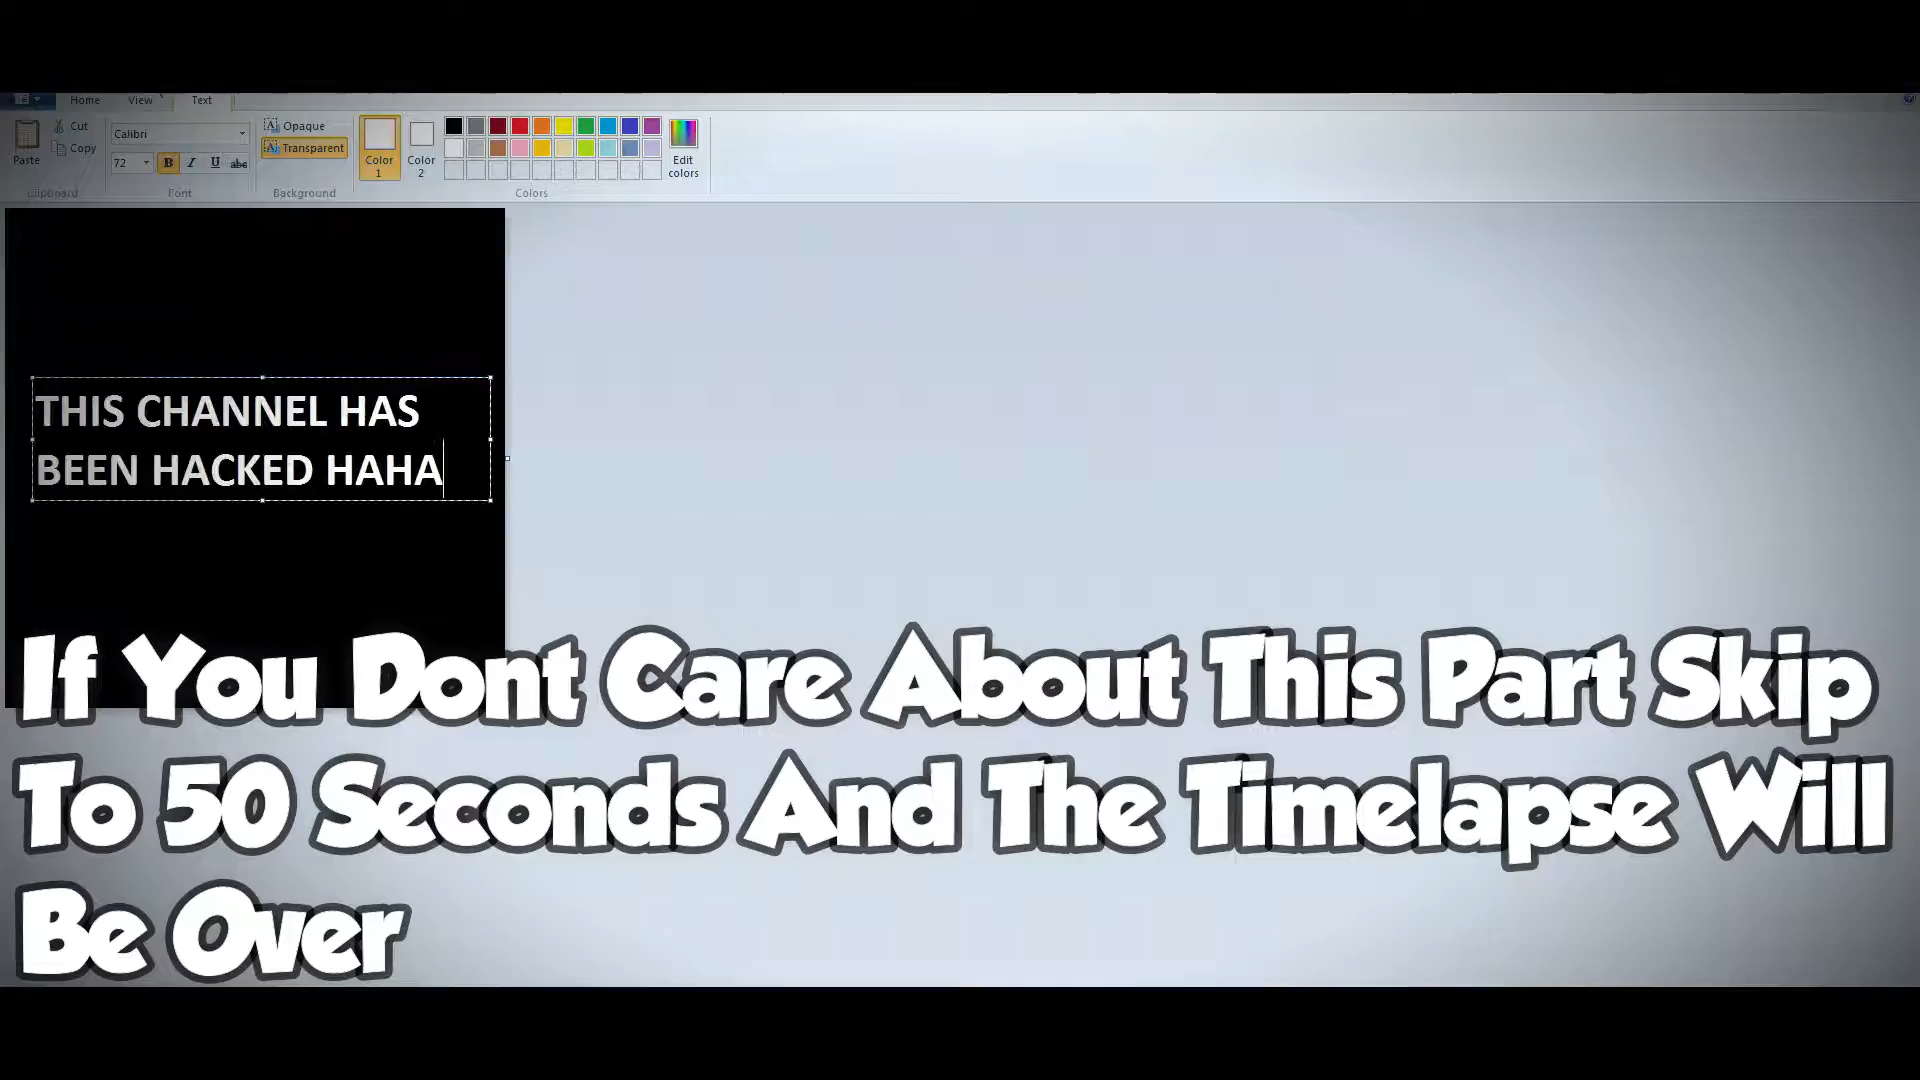 Home View Text
Paste
Cut
Copy
Clipboard
Calibri
72 B I U abc
Font
A Opaque
A Transparent
Background
Color
1
Color
2
Edit
colors
Colors
THIS CHANNEL HAS
BEEN HACKED HAHA
If You Dont Care About This Part Skip
To 50 Seconds And The Timelapse Will
Be Over